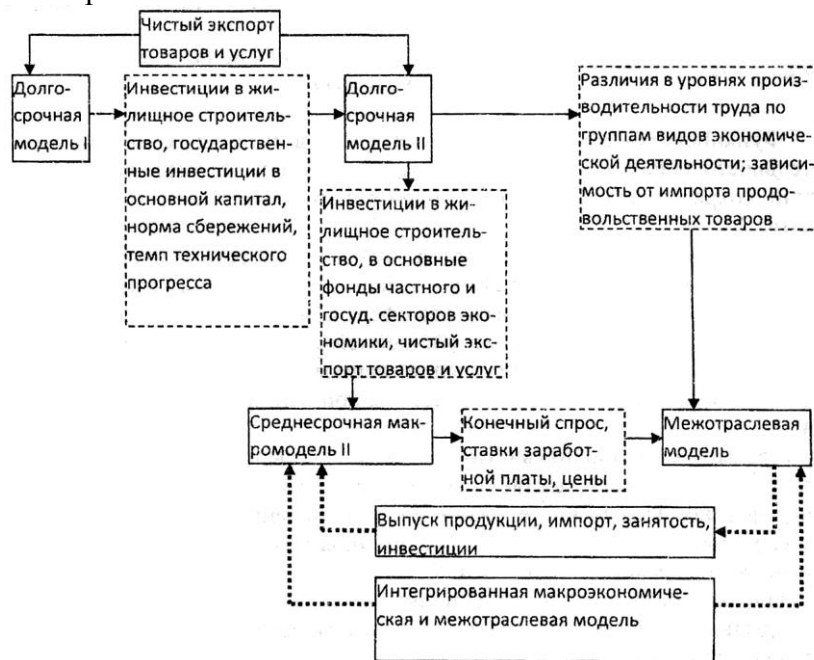 Чистый экспорт
товаров и услуг
Долго-
срочная
модель I
Инвестиции в жи-
лищное строитель-
ство, государствен-
ные инвестиции в
основной капитал,
норма сбережений,
темп технического
прогресса
Долго-
срочная
модель II
Различия в уровнях произ-
водительности труда по
группам видов экономиче-
ской деятельности; зависи-
мость от импорта продо-
вольственных товаров
Инвестиции в жи-
лищное строитель-
ство, в основные
фонды частного и
госуд. секторов эко-
номики, чистый экс-
порт товаров и услуг
Среднесрочная мак-
ромодель II
Конечный спрос,
ставки заработ-
ной платы, цены
Межотраслевая
модель
Выпуск продукции, импорт, занятость,
инвестиции
Интегрированная макроэкономиче-
ская и межотраслевая модель